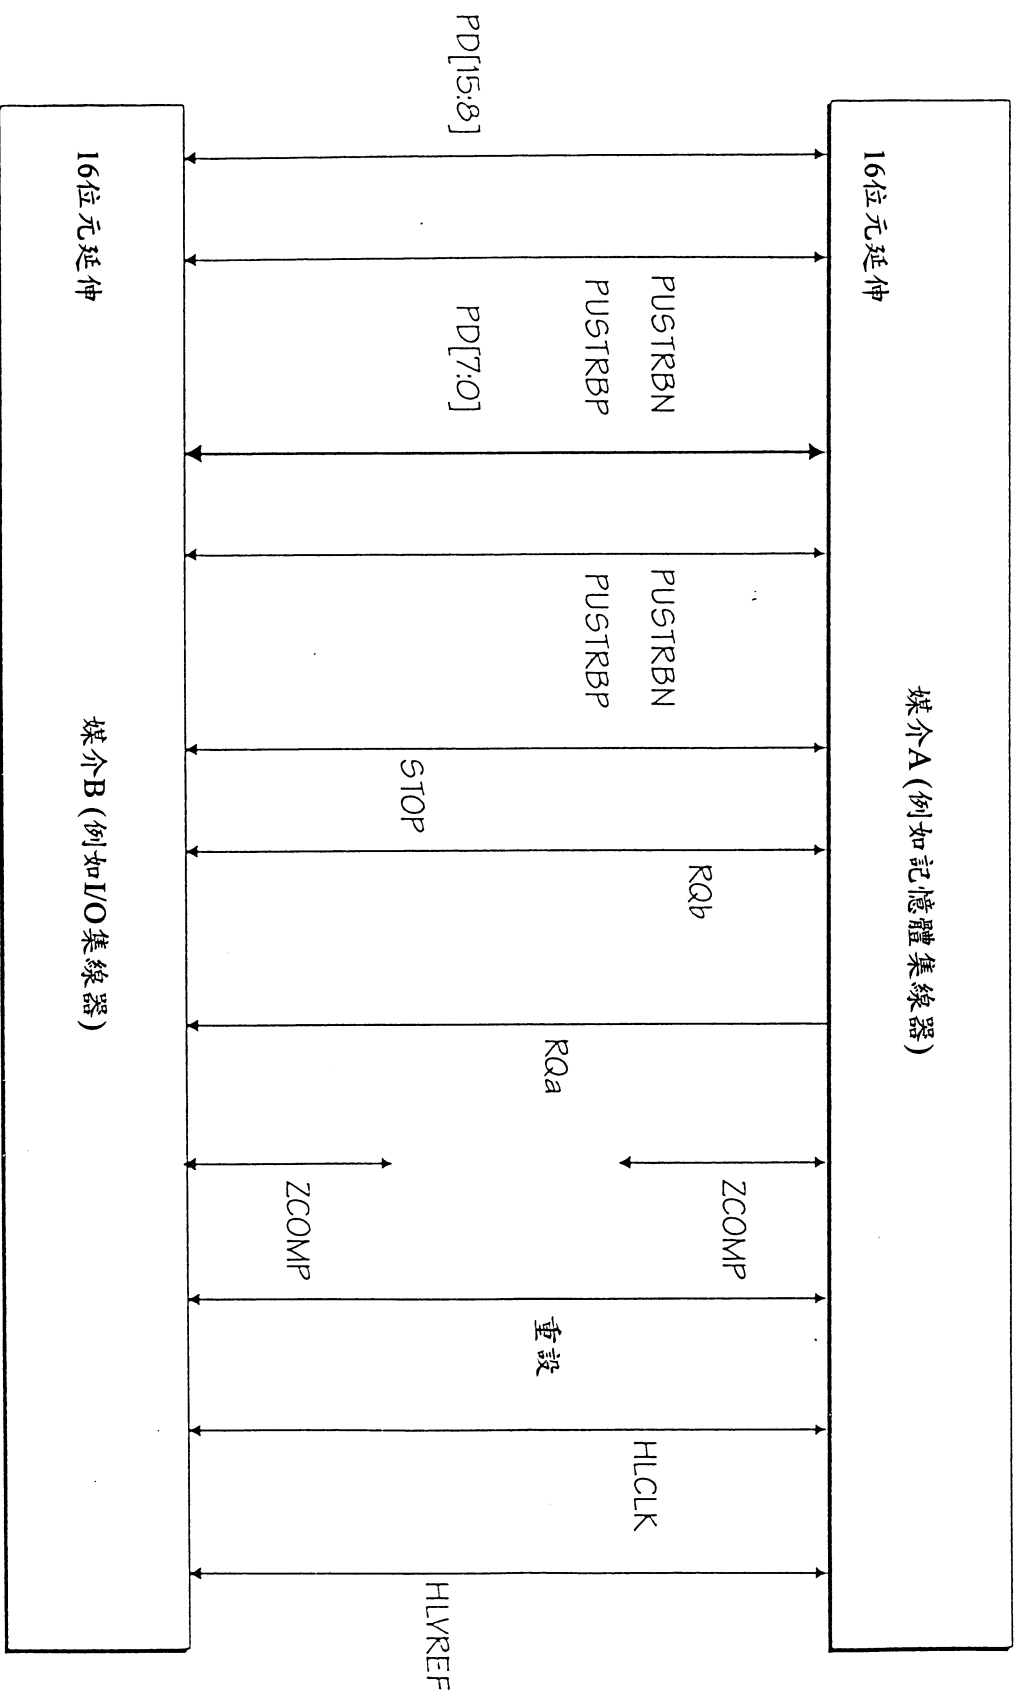 媒介A (例如記憶體集線器)
16位元延伸
PD[15:8]
PUSTRBN
PUSTRBP
PD[7:0]
PUSTRBN
PUSTRBP
STOP
RQb
RQa
ZCOMP
ZCOMP
重設
HLCLK
HLVREF
16位元延伸
媒介B (例如I/O集線器)